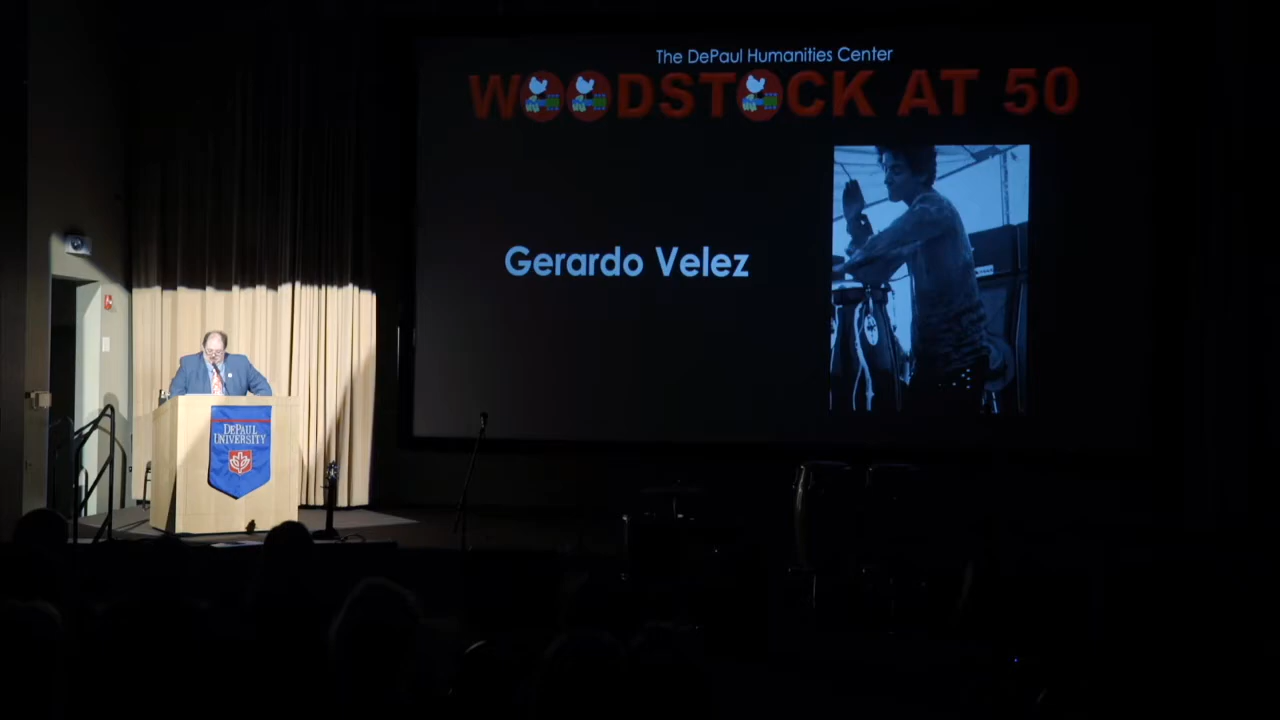 The DePaul Humanities Center
WOODSTOCK AT 50
Gerardo Velez
DEPAUL
UNIVERSITY